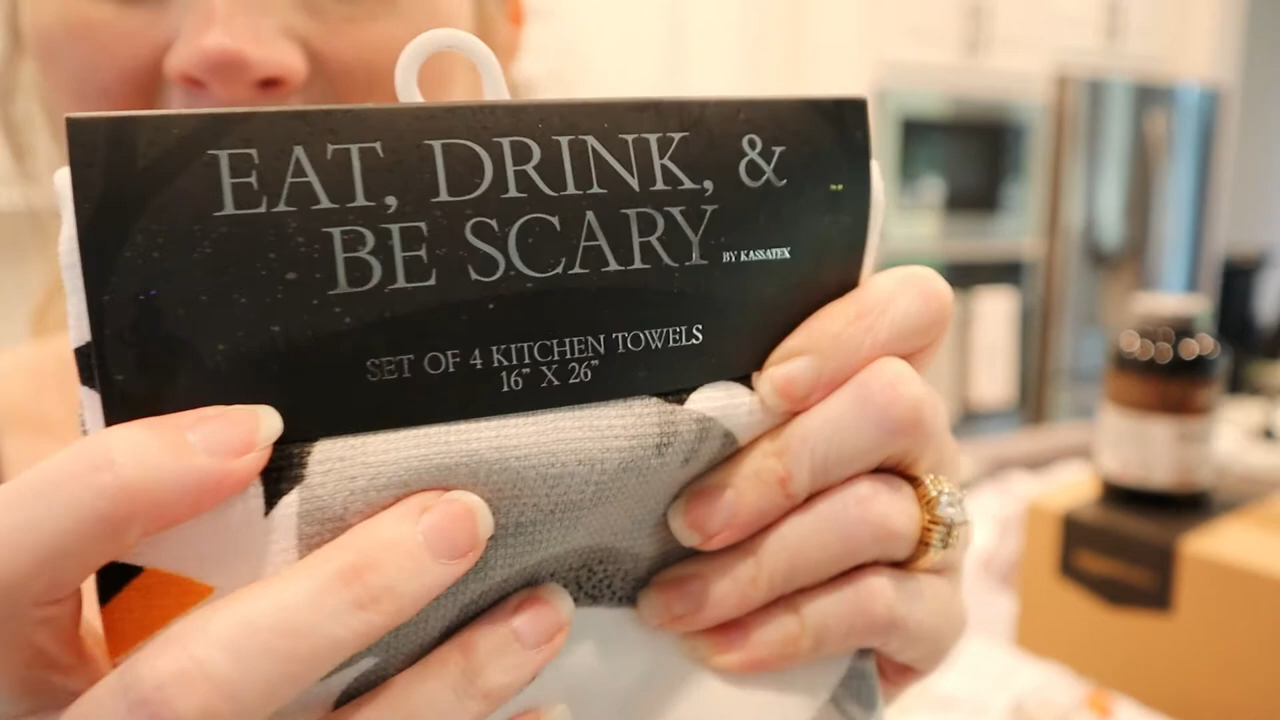 EAT, DRINK, &
BE SCARY
BY KASSATEX
SET OF 4 KITCHEN TOWELS
16" X 26"